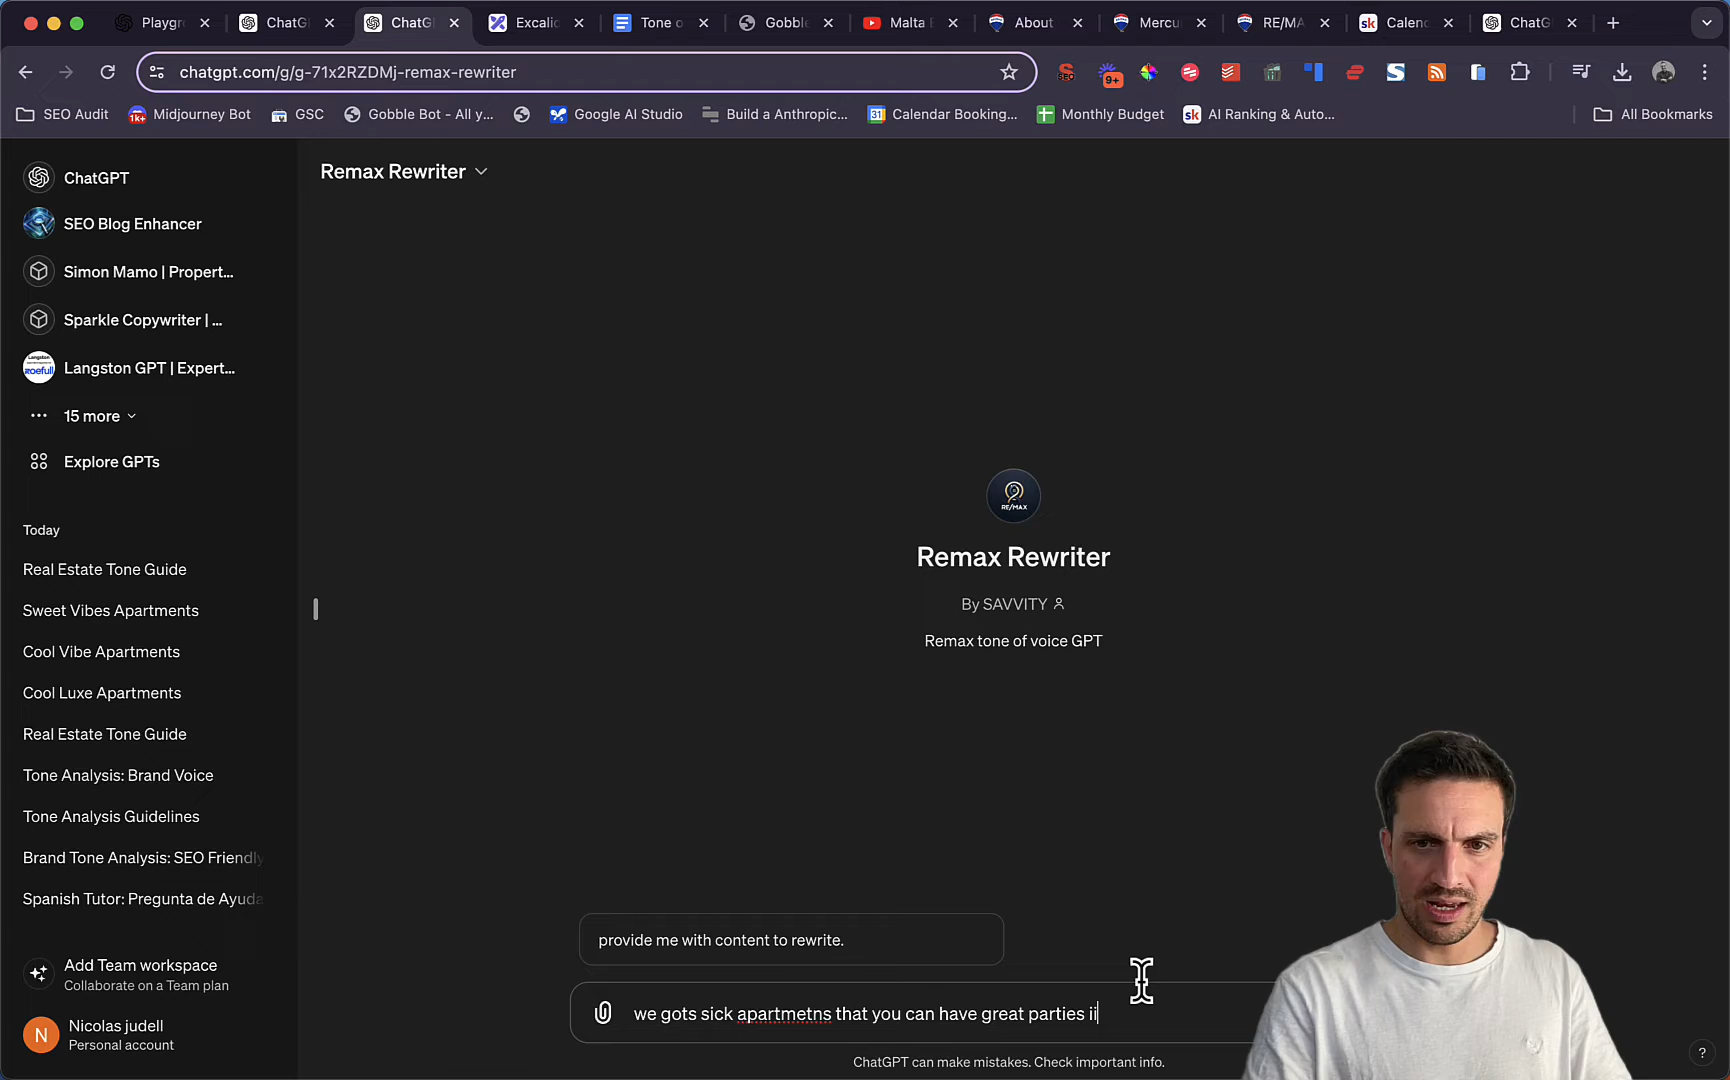 Playgr
ChatG
ChatG
Excalic
Tone o
Gobble
Malta E
About
Mercu
RE/MA
Calenc
ChatG
chatgpt.com/g/g-71x2RZDMj-remax-rewriter
9+
SEO Audit
Midjourney Bot
GSC
Gobble Bot - All y...
Google AI Studio
Build a Anthropic...
Calendar Booking...
Monthly Budget
AI Ranking & Auto...
All Bookmarks
ChatGPT
Remax Rewriter
SEO Blog Enhancer
Simon Mamo | Propert...
Sparkle Copywriter | ...
Langston GPT | Expert...
15 more
Explore GPTs
RE/MAX
Remax Rewriter
By SAVVITY
Remax tone of voice GPT
Today
Real Estate Tone Guide
Sweet Vibes Apartments
Cool Vibe Apartments
Cool Luxe Apartments
Real Estate Tone Guide
Tone Analysis: Brand Voice
Tone Analysis Guidelines
Brand Tone Analysis: SEO Friendly
Spanish Tutor: Pregunta de Ayuda
provide me with content to rewrite.
Add Team workspace
Collaborate on a Team plan
we gots sick apartmetns that you can have great parties ii
N
Nicolas judell
Personal account
ChatGPT can make mistakes. Check important info.
?